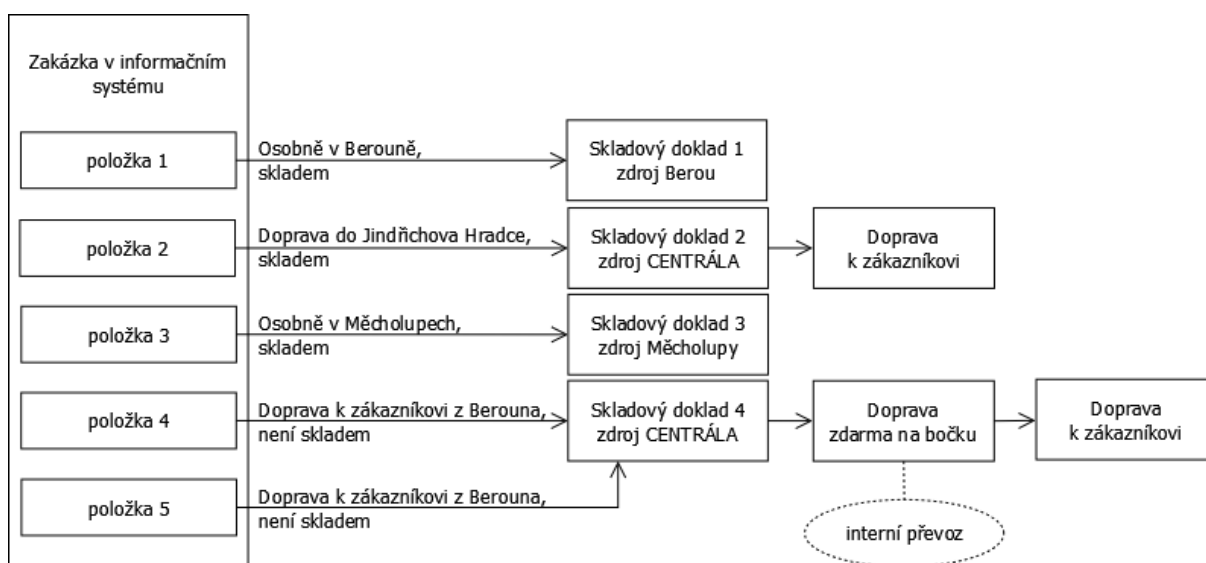 Zakázka v informačním
systému
položka 1
Osobně v Berouně,
skladem
Skladový doklad 1
zdroj Berou
položka 2
Doprava do Jindřichova Hradce,
skladem
Skladový doklad 2
zdroj CENTRÁLA
Doprava
k zákazníkovi
položka 3
Osobně v Měcholupech,
skladem
Skladový doklad 3
zdroj Měcholupy
položka 4
Doprava k zákazníkovi z Berouna,
není skladem
Skladový doklad 4
zdroj CENTRÁLA
Doprava
zdarma na bočku
Doprava
k zákazníkovi
položka 5
Doprava k zákazníkovi z Berouna,
není skladem
interní převoz